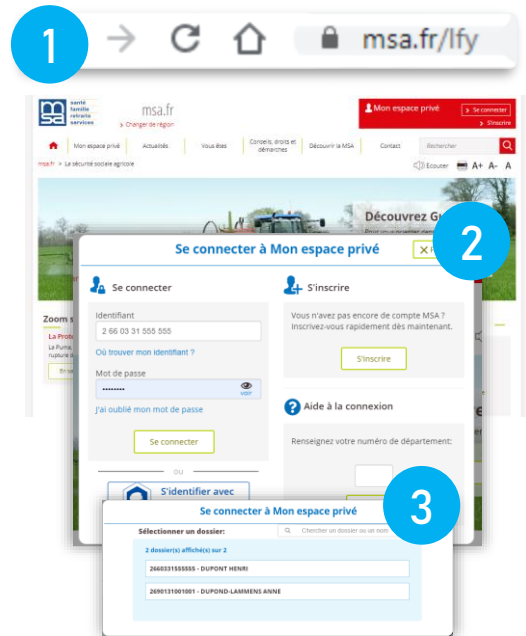 1
msa.fr/lfy
santé
famille
retraite
services
msa.fr
> Changer de région
Mon espace privé
> Se connecter
> S'inscrire
Mon espace privé
Actualités
Vous êtes
Conseils, droits et
démarches
Découvrir la MSA
Contact
Rechercher
msa.fr > La sécurité sociale agricole
Ecouter
A+ A- A
Découvrez
2
Se connecter à Mon espace privé
X
Se connecter
Identifiant
2 66 03 31 555 555
Où trouver mon identifiant ?
Mot de passe
••••••••
voir
J'ai oublié mon mot de passe
Se connecter
ou
S'identifier avec
S'inscrire
Vous n'avez pas encore de compte MSA ?
Inscrivez-vous rapidement dès maintenant.
S'inscrire
Aide à la connexion
Renseignez votre numéro de département:
Zoom s
La Prot
La Puma,
rupture d
3
Se connecter à Mon espace privé
Sélectionner un dossier:
Chercher un dossier ou un nom
2 dossier(s) affiché(s) sur 2
2660331555555 - DUPONT HENRI
2690131001001 - DUPOND-LAMMENS ANNE